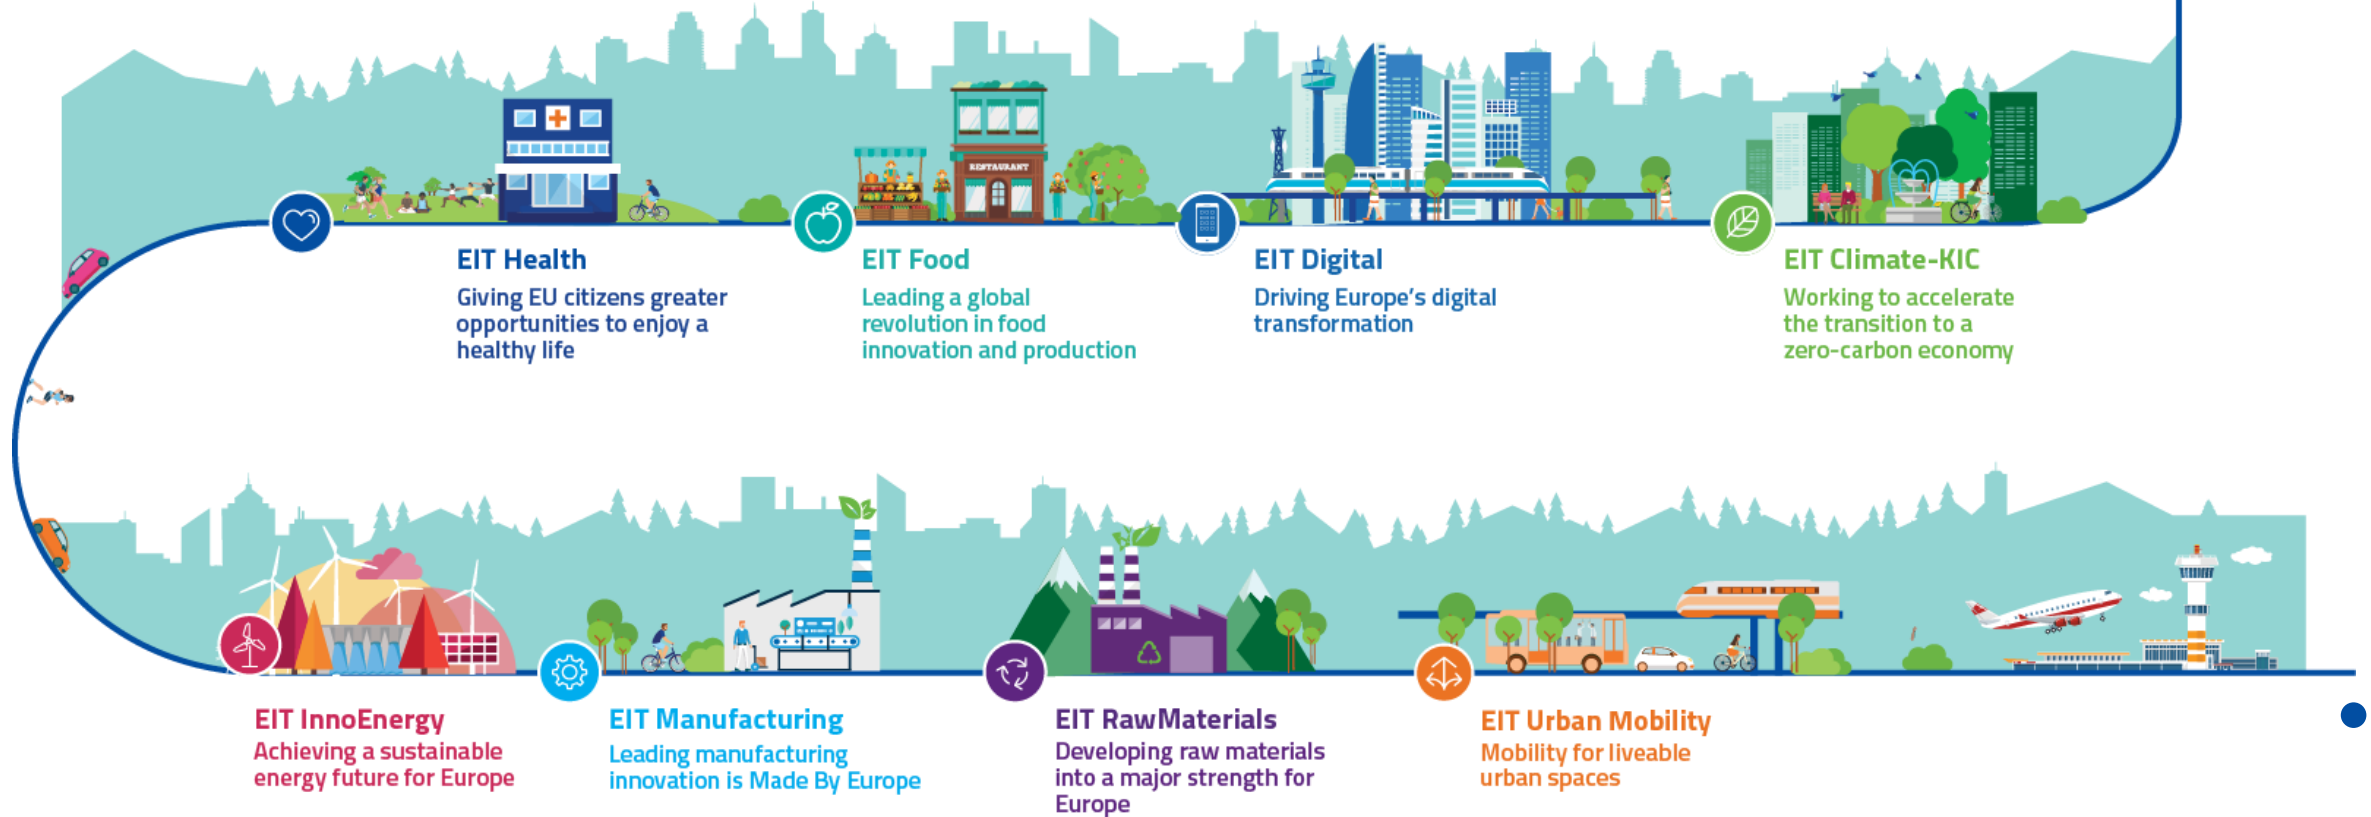 RESTAURANT
EIT Health
Giving EU citizens greater
opportunities to enjoy a
healthy life
EIT Food
Leading a global
revolution in food
innovation and production
EIT Digital
Driving Europe's digital
transformation
EIT Climate-KIC
Working to accelerate
the transition to a
zero-carbon economy
EIT InnoEnergy
Achieving a sustainable
energy future for Europe
EIT Manufacturing
Leading manufacturing
innovation is Made By Europe
EIT RawMaterials
Developing raw materials
into a major strength for
Europe
EIT Urban Mobility
Mobility for liveable
urban spaces